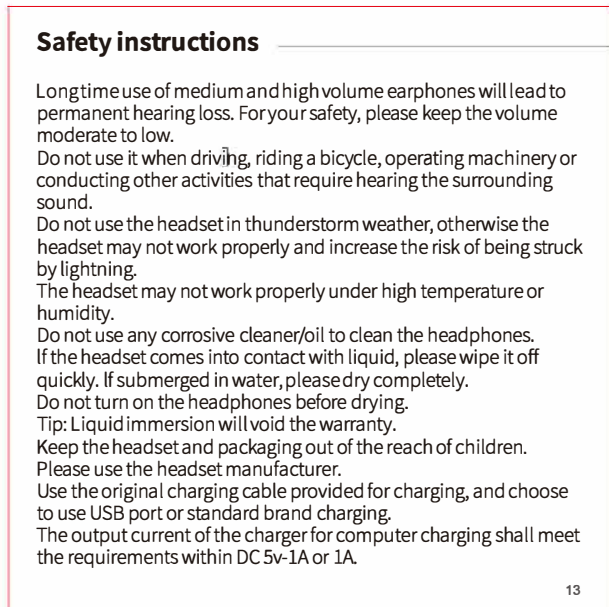 Safety instructions
Long time use of medium and high volume earphones will lead to
permanent hearing loss. For your safety, please keep the volume
moderate to low.
Do not use it when driving, riding a bicycle, operating machinery or
conducting other activities that require hearing the surrounding
sound.
Do not use the headset in thunderstorm weather, otherwise the
headset may not work properly and increase the risk of being struck
by lightning.
The headset may not work properly under high temperature or
humidity.
Do not use any corrosive cleaner/oil to clean the headphones.
If the headset comes into contact with liquid, please wipe it off
quickly. If submerged in water, please dry completely.
Do not turn on the headphones before drying.
Tip: Liquid immersion will void the warranty.
Keep the headset and packaging out of the reach of children.
Please use the headset manufacturer.
Use the original charging cable provided for charging, and choose
to use USB port or standard brand charging.
The output current of the charger for computer charging shall meet
the requirements within DC 5v-1A or 1A.
13